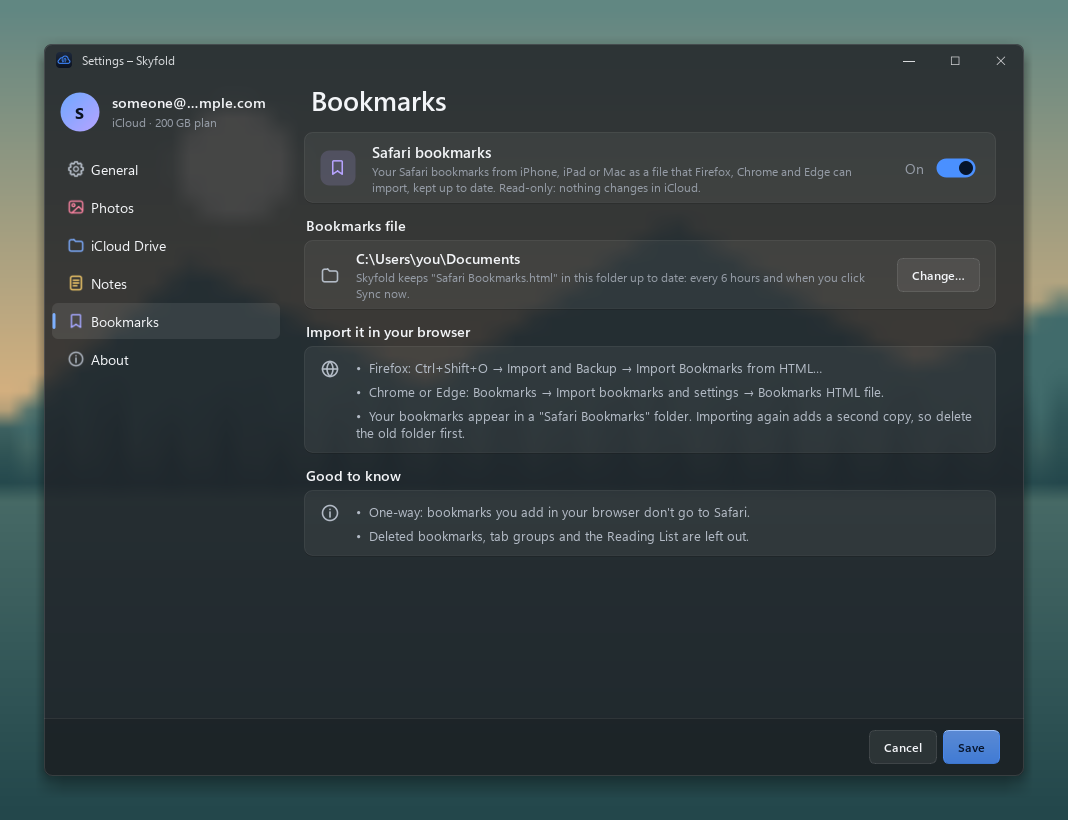 Settings – Skyfold
s
someone@...mple.com
iCloud · 200 GB plan
General
Photos
iCloud Drive
Notes
Bookmarks
About
Bookmarks
Safari bookmarks
Your Safari bookmarks from iPhone, iPad or Mac as a file that Firefox, Chrome and Edge can
import, kept up to date. Read-only: nothing changes in iCloud.
On
Bookmarks file
C:\Users\you\Documents
Skyfold keeps "Safari Bookmarks.html" in this folder up to date: every 6 hours and when you click
Sync now.
Change...
Import it in your browser
• Firefox: Ctrl+Shift+O → Import and Backup → Import Bookmarks from HTML...
• Chrome or Edge: Bookmarks → Import bookmarks and settings → Bookmarks HTML file.
• Your bookmarks appear in a "Safari Bookmarks" folder. Importing again adds a second copy, so delete
the old folder first.
Good to know
• One-way: bookmarks you add in your browser don't go to Safari.
• Deleted bookmarks, tab groups and the Reading List are left out.
Cancel
Save